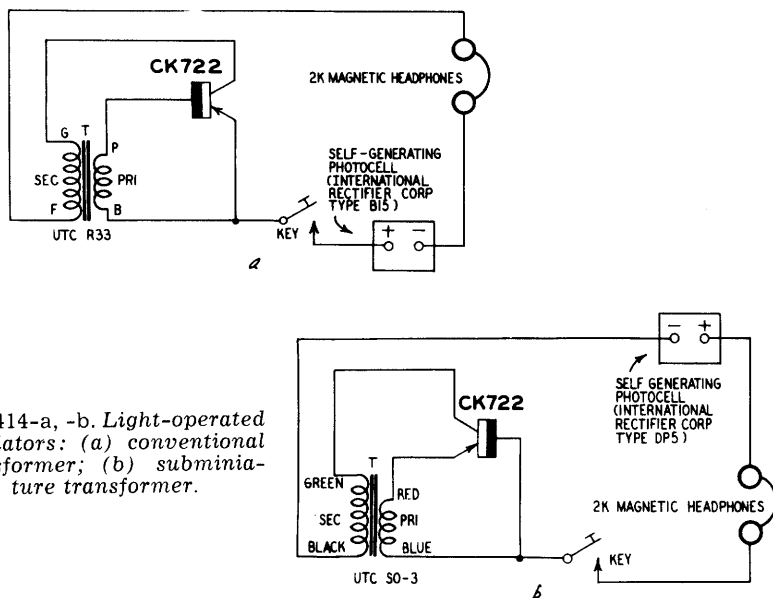 CK722
2K MAGNETIC HEADPHONES
G T P
SEC PRI
F B
UTC R33
SELF-GENERATING
PHOTOCELL
(INTERNATIONAL
RECTIFIER CORP
TYPE B15)
KEY
+ −
a
− +
SELF GENERATING
PHOTOCELL
(INTERNATIONAL
RECTIFIER CORP
TYPE DP5)
CK722
414-a, -b. Light-operated
lators: (a) conventional
sformer; (b) subminia-
ture transformer.
T
GREEN RED
SEC PRI
BLACK BLUE
UTC SO-3
2K MAGNETIC HEADPHONES
KEY
b